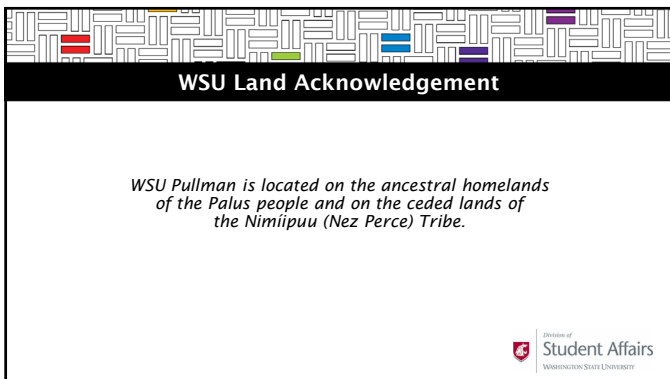 WSU Land Acknowledgement
WSU Pullman is located on the ancestral homelands
of the Palus people and on the ceded lands of
the Nimíipuu (Nez Perce) Tribe.
Division of
Student Affairs
WASHINGTON STATE UNIVERSITY